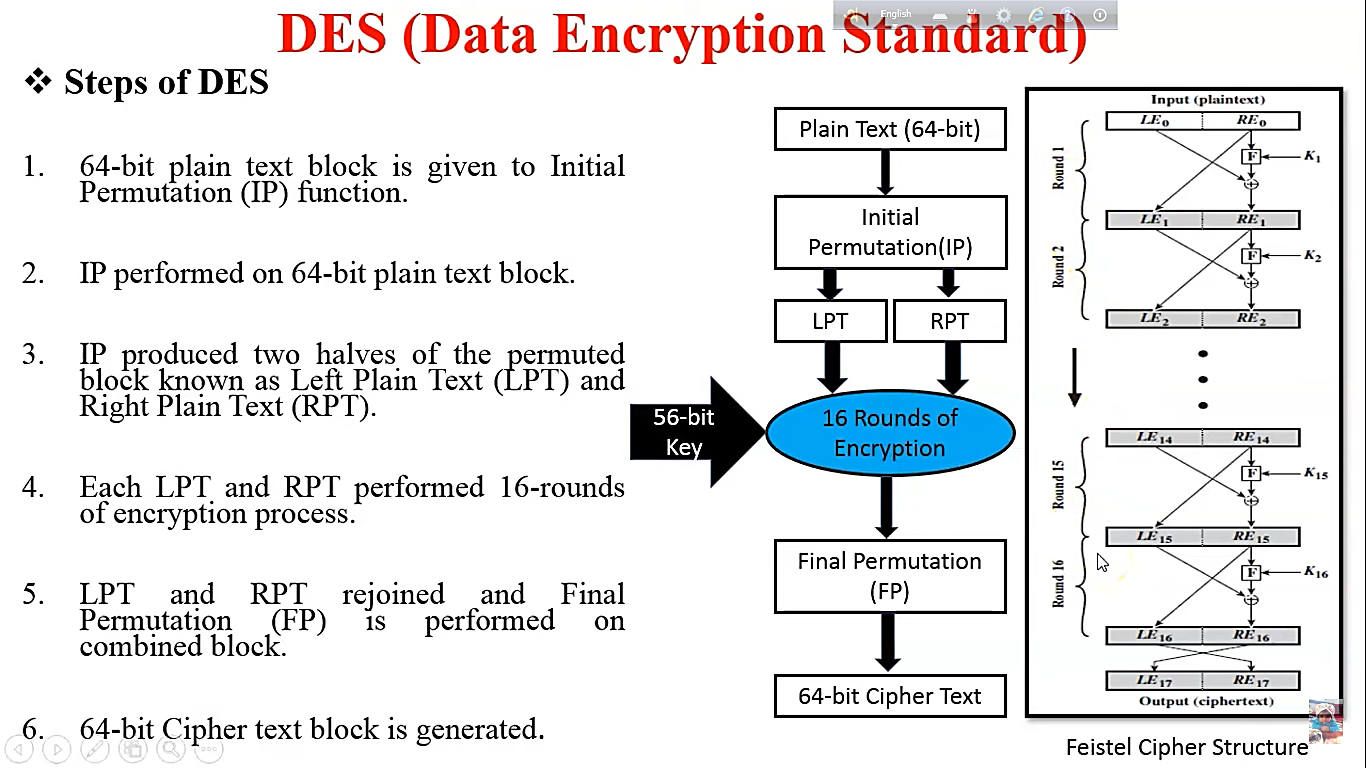 English
DES (Data Encryption Standard)
❖ Steps of DES
1. 64-bit plain text block is given to Initial
Permutation (IP) function.
2. IP performed on 64-bit plain text block.
3. IP produced two halves of the permuted
block known as Left Plain Text (LPT) and
Right Plain Text (RPT).
4. Each LPT and RPT performed 16-rounds
of encryption process.
5. LPT and RPT rejoined and Final
Permutation (FP) is performed on
combined block.
6. 64-bit Cipher text block is generated.
Plain Text (64-bit)
Initial
Permutation(IP)
LPT RPT
56-bit
Key
16 Rounds of
Encryption
Final Permutation
(FP)
64-bit Cipher Text
Input (plaintext)
LE0 RE0
Round 1
F K1
LE1 RE1
Round 2
F K2
LE2 RE2
LE14 RE14
Round 15
F K15
LE15 RE15
Round 16
F K16
LE16 RE16
LE17 RE17
Output (ciphertext)
Feistel Cipher Structure